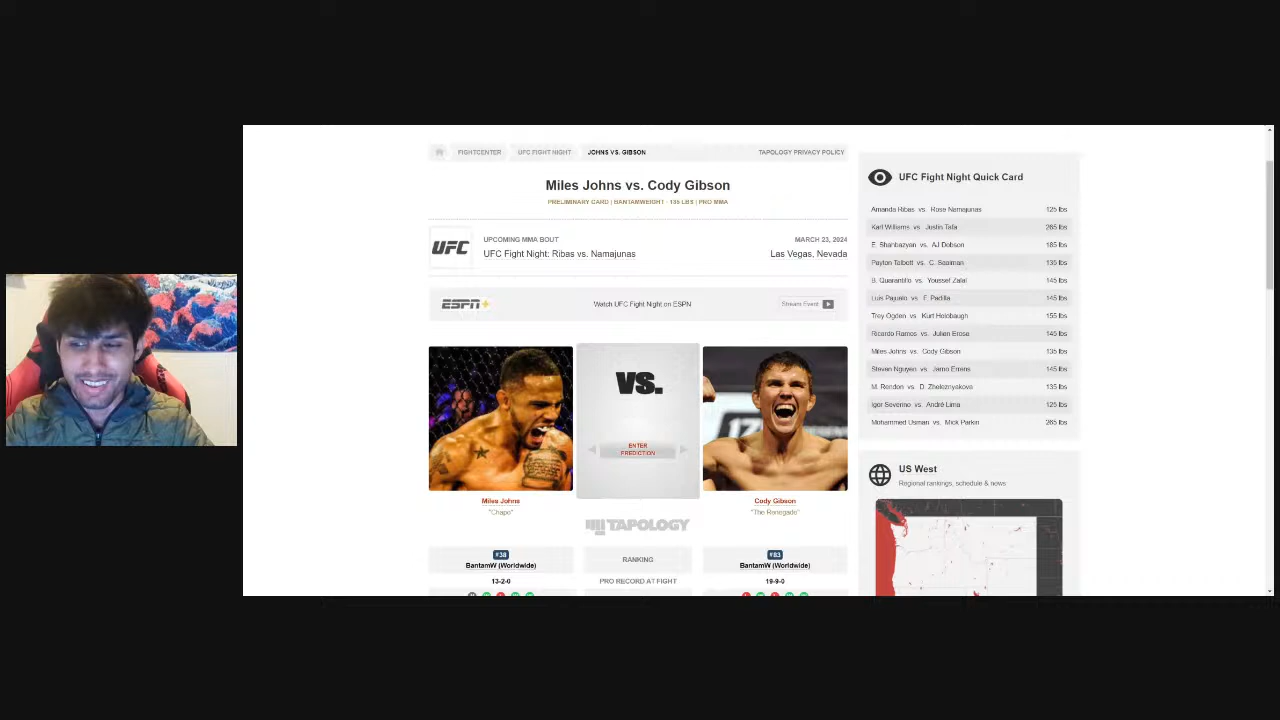 FIGHTCENTER
UFC FIGHT NIGHT
JOHNS VS. GIBSON
TAPOLOGY PRIVACY POLICY
Miles Johns vs. Cody Gibson
PRELIMINARY CARD | BANTAMWEIGHT · 135 LBS | PRO MMA
UFC
UPCOMING MMA BOUT
MARCH 23, 2024
UFC Fight Night: Ribas vs. Namajunas
Las Vegas, Nevada
ESPN+
Watch UFC Fight Night on ESPN
Stream Event
VS.
ENTER
PREDICTION
Miles Johns
"Chapo"
Cody Gibson
"The Renegade"
TAPOLOGY
#38
BantamW (Worldwide)
RANKING
#83
BantamW (Worldwide)
13-2-0
PRO RECORD AT FIGHT
19-9-0
UFC Fight Night Quick Card
Amanda Ribas vs. Rose Namajunas 125 lbs
Karl Williams vs. Justin Tafa 265 lbs
E. Shahbazyan vs. AJ Dobson 185 lbs
Payton Talbott vs. C. Saaiman 135 lbs
B. Quarantillo vs. Youssef Zalal 145 lbs
Luis Pajuelo vs. F. Padilla 145 lbs
Trey Ogden vs. Kurt Holobaugh 155 lbs
Ricardo Ramos vs. Julian Erosa 145 lbs
Miles Johns vs. Cody Gibson 135 lbs
Steven Nguyen vs. Jarno Errens 145 lbs
M. Rendon vs. D. Zheleznyakova 135 lbs
Igor Severino vs. André Lima 125 lbs
Mohammed Usman vs. Mick Parkin 265 lbs
US West
Regional rankings, schedule & news